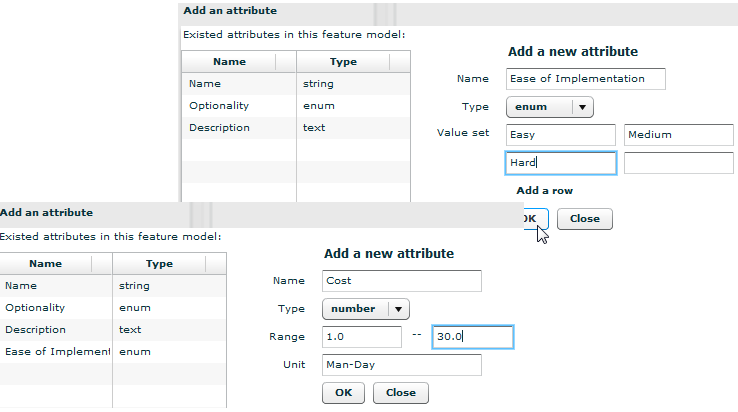 Add an attribute
Existed attributes in this feature model:
Name Type
Name string
Optionality enum
Description text
Add a new attribute
Name Ease of Implementation
Type enum
Value set Easy Medium
Hard
Add a row
OK Close
Add an attribute
Existed attributes in this feature model:
Name Type
Name string
Optionality enum
Description text
Ease of Implement enum
Add a new attribute
Name Cost
Type number
Range 1.0 -- 30.0
Unit Man-Day
OK Close